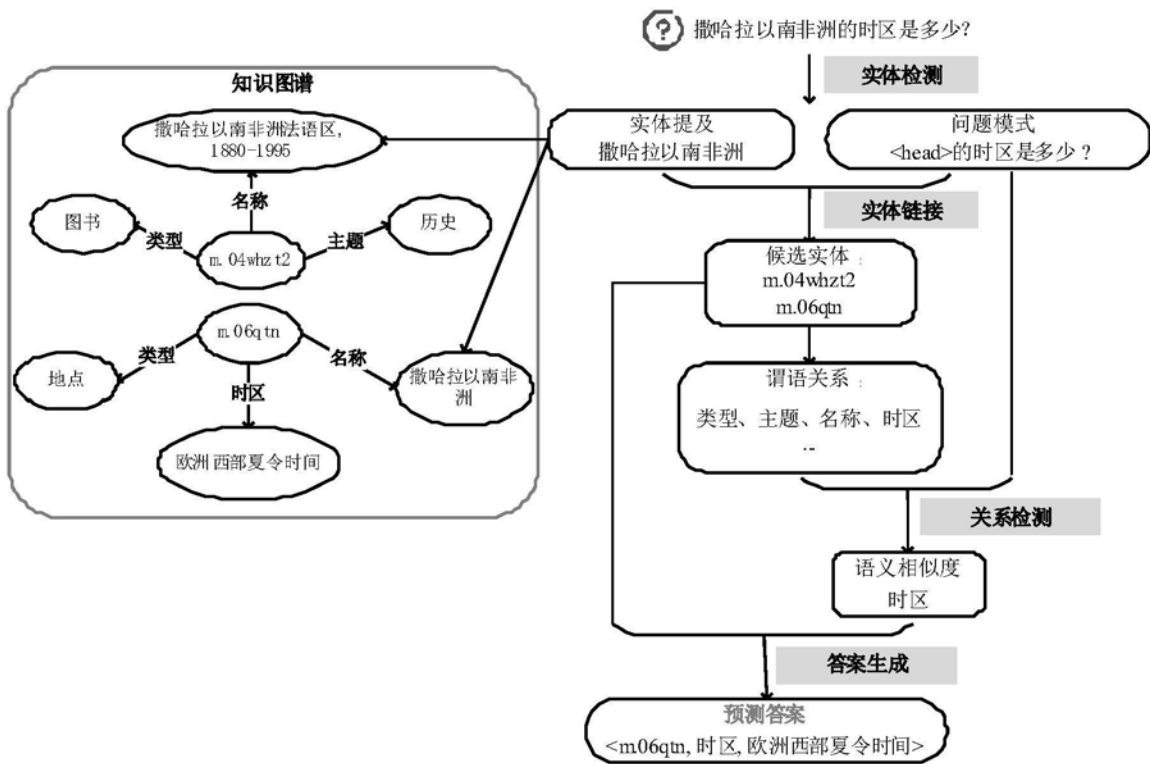 撒哈拉以南非洲的时区是多少?
实体检测
知识图谱
撒哈拉以南非洲法语区,
1880-1995
名称
图书
类型
m.04whzt2
主题
历史
m.06qtn
类型
名称
地点
时区
撒哈拉以南非
洲
欧洲西部夏令时间
实体提及
撒哈拉以南非洲
问题模式
<head>的时区是多少?
实体链接
候选实体:
m.04whzt2
m.06qtn
谓语关系:
类型、主题、名称、时区
...
关系检测
语义相似度
时区
答案生成
预测答案
<m.06qtn, 时区, 欧洲西部夏令时间>